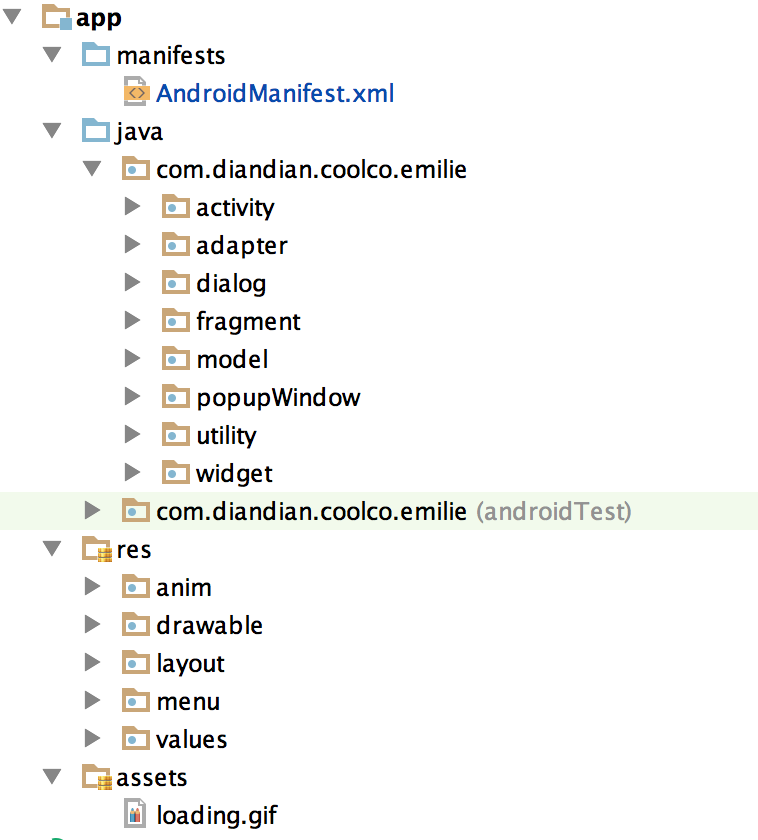 app
manifests
AndroidManifest.xml
java
com.diandian.coolco.emilie
activity
adapter
dialog
fragment
model
popupWindow
utility
widget
com.diandian.coolco.emilie (androidTest)
res
anim
drawable
layout
menu
values
assets
loading.gif